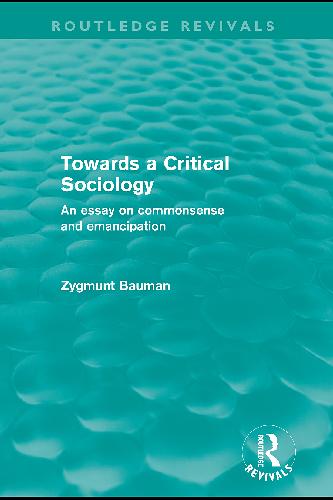 ROUTLEDGE REVIVALS
Towards a Critical
Sociology
An essay on commonsense
and emancipation
Zygmunt Bauman
ROUTLEDGE
R
REVIVALS